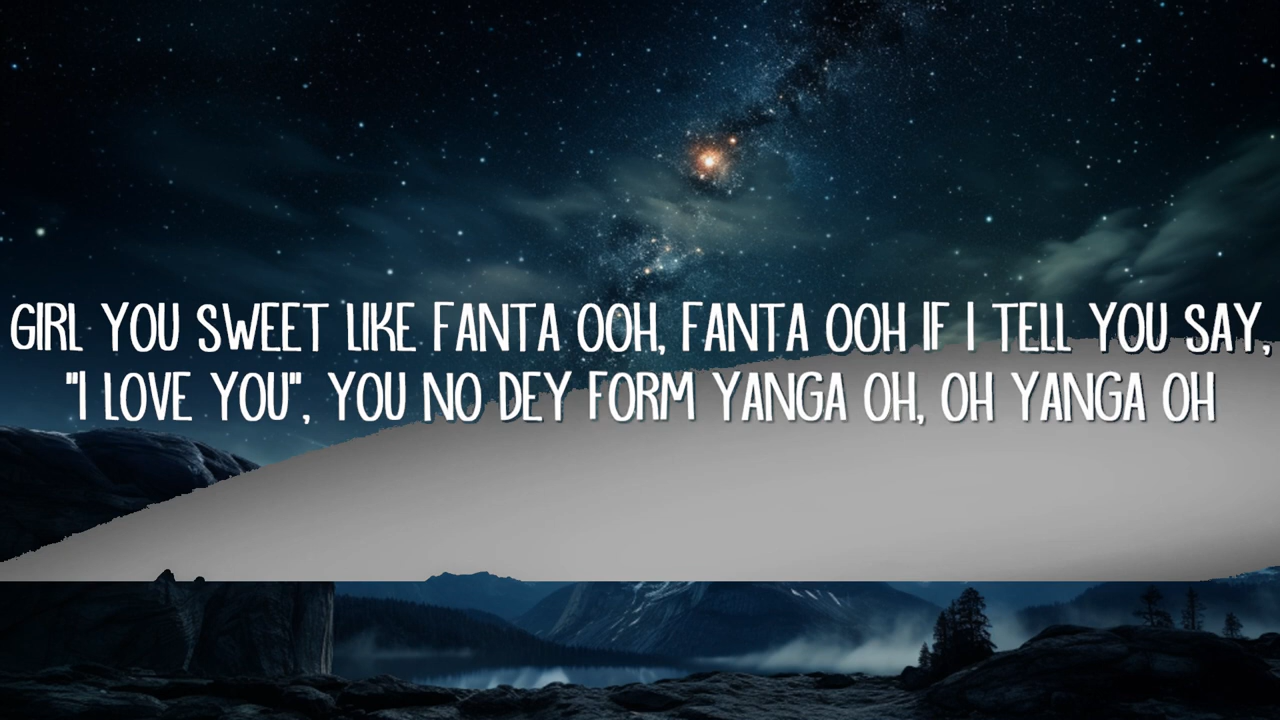 GIRL YOU SWEET LIKE FANTA OOH, FANTA OOH IF I TELL YOU SAY,
"I LOVE YOU", YOU NO DEY FORM YANGA OH, OH YANGA OH